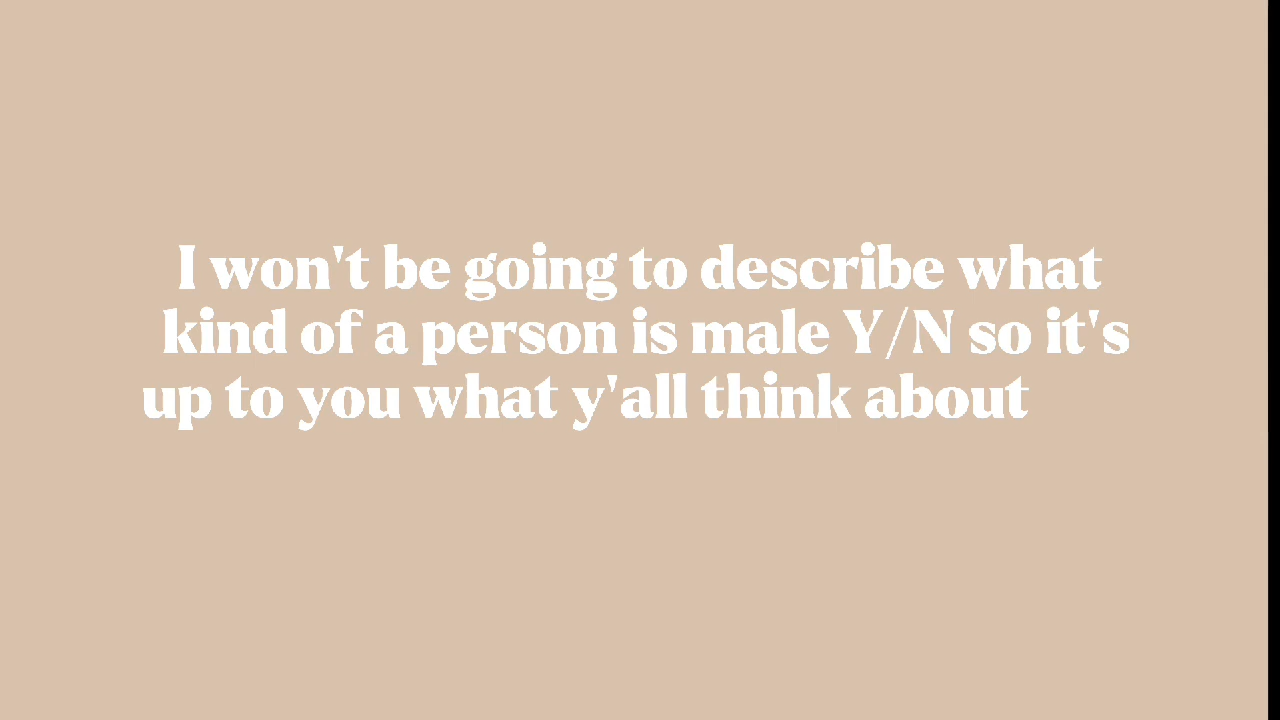 I won't be going to describe what
kind of a person is male Y/N so it's
up to you what y'all think about